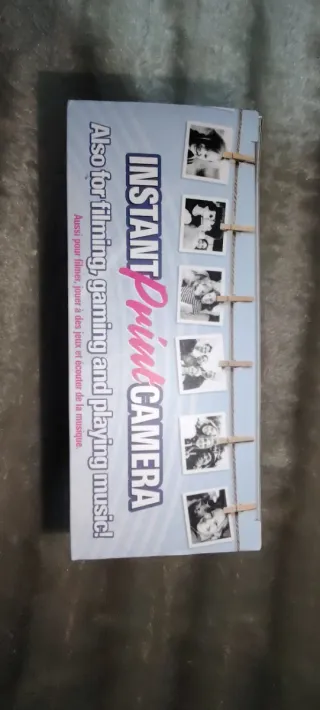 INSTANT Print CAMERA
Also for filming, gaming and playing music!
Aussi pour filmer, jouer à des jeux et écouter de la musique.